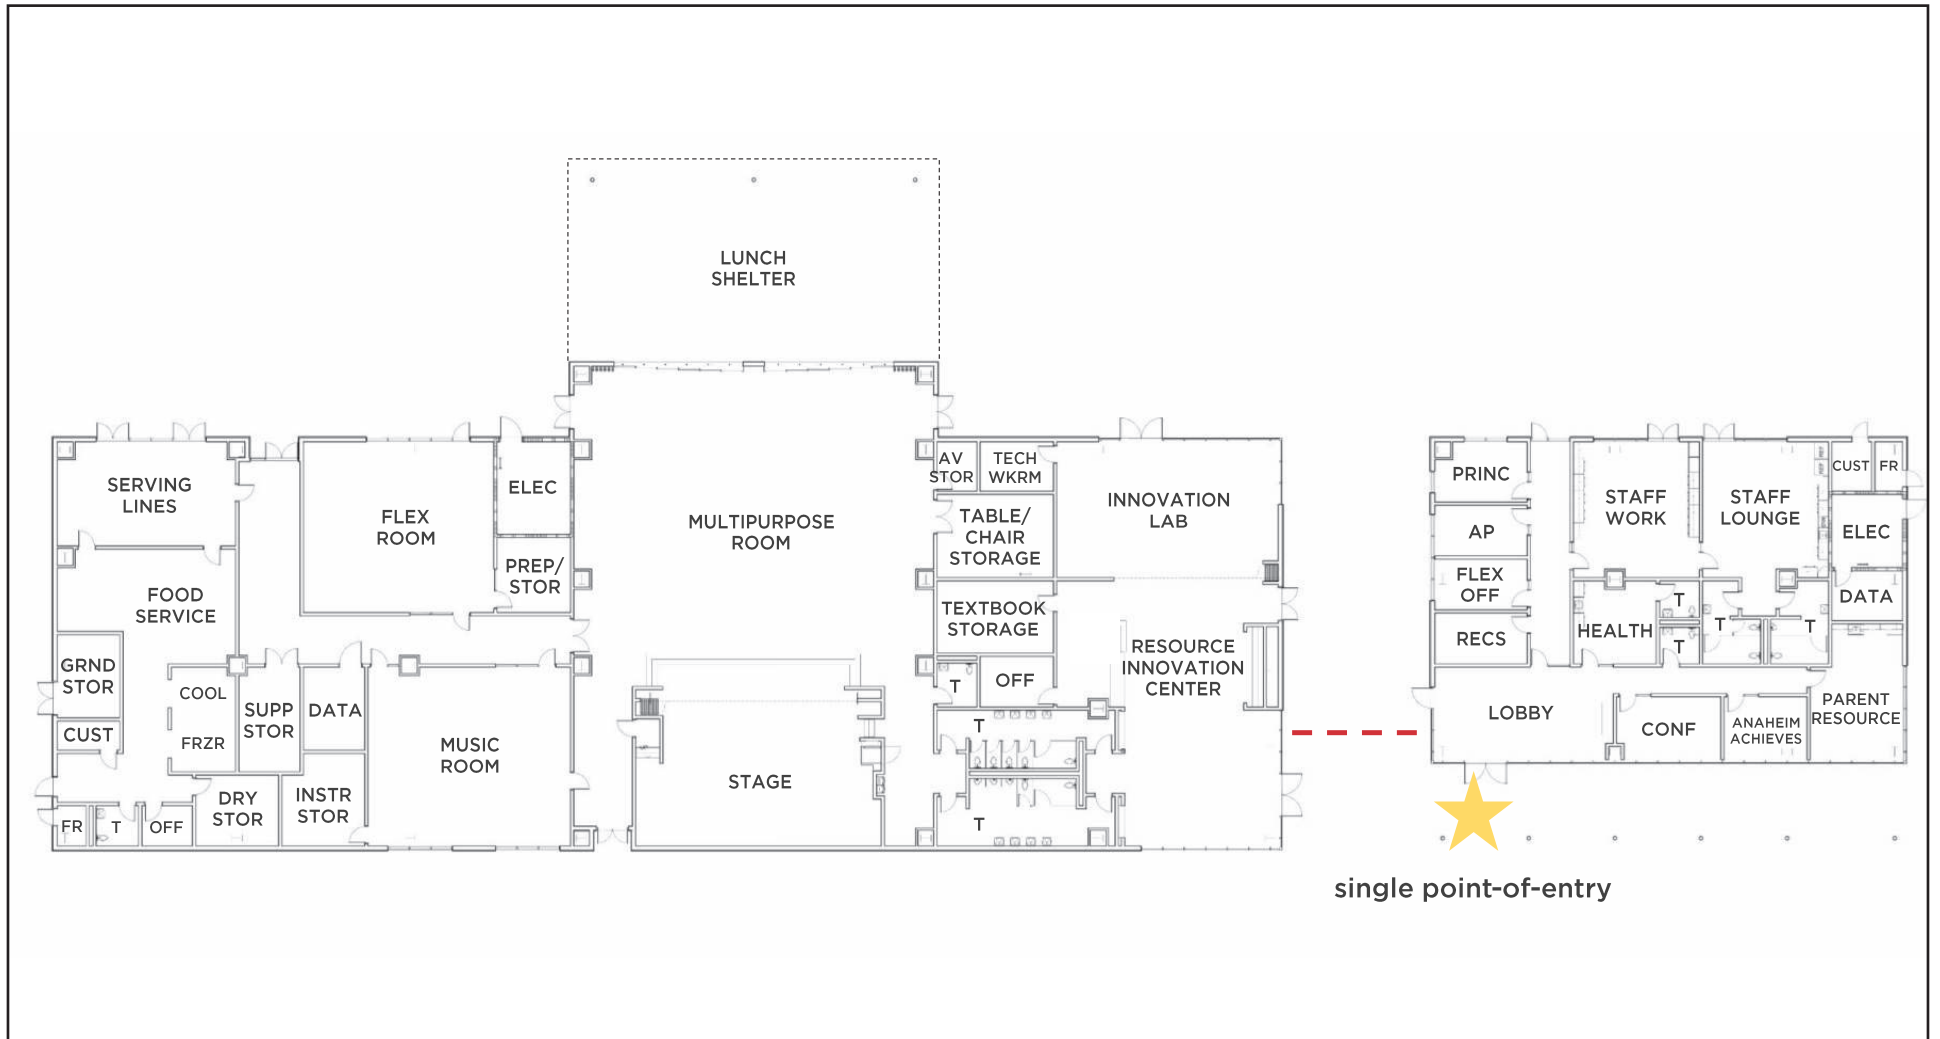 LUNCH
SHELTER
SERVING
LINES
FLEX
ROOM
ELEC
PREP/
STOR
FOOD
SERVICE
GRND
STOR
CUST
COOL
FRZR
SUPP
STOR
DATA
MUSIC
ROOM
INSTR
STOR
DRY
STOR
FR
T
OFF
MULTIPURPOSE
ROOM
STAGE
AV
STOR
TECH
WKRM
TABLE/
CHAIR
STORAGE
TEXTBOOK
STORAGE
T
OFF
T
T
INNOVATION
LAB
RESOURCE
INNOVATION
CENTER
PRINC
AP
FLEX
OFF
RECS
LOBBY
STAFF
WORK
STAFF
LOUNGE
CUST
FR
ELEC
DATA
HEALTH
T
T
T
T
CONF
ANAHEIM
ACHIEVES
PARENT
RESOURCE
single point-of-entry